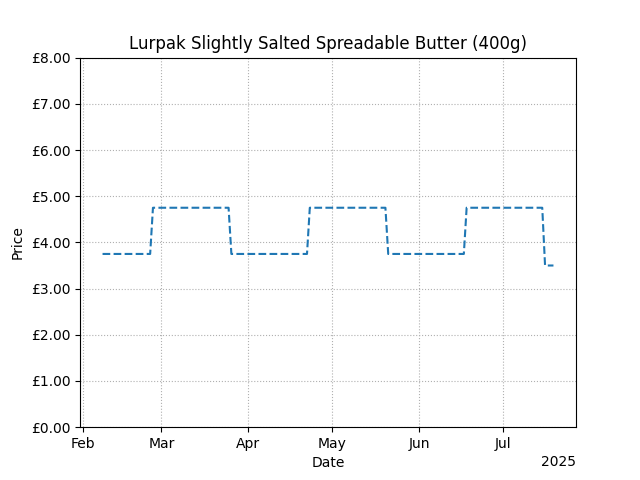 Lurpak Slightly Salted Spreadable Butter (400g)
£8.00
£7.00
£6.00
£5.00
£4.00
£3.00
£2.00
£1.00
£0.00
Price
Feb Mar Apr May Jun Jul
Date
2025